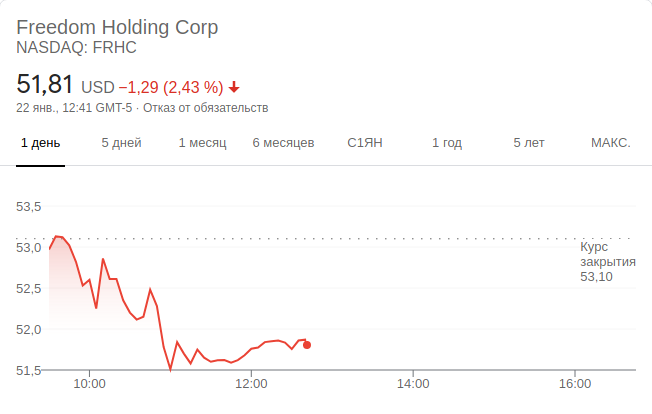 Freedom Holding Corp
NASDAQ: FRHC
51,81 USD −1,29 (2,43 %)
22 янв., 12:41 GMT-5 · Отказ от обязательств
1 день 5 дней 1 месяц 6 месяцев С1ЯН 1 год 5 лет МАКС.
53,5
53,0
52,5
52,0
51,5
Курс
закрытия
53,10
10:00 12:00 14:00 16:00